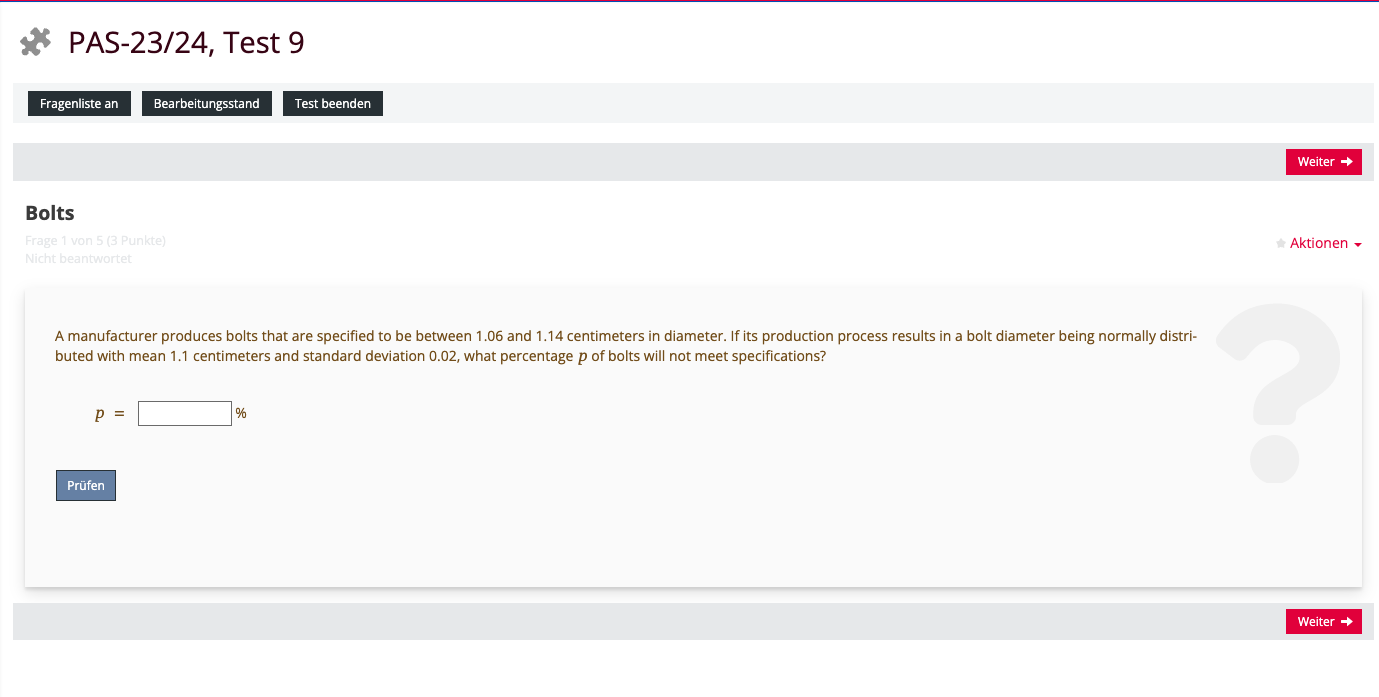 PAS-23/24, Test 9
Fragenliste an
Bearbeitungsstand
Test beenden
Weiter
Bolts
Frage 1 von 5 (3 Punkte)
Nicht beantwortet
Aktionen
A manufacturer produces bolts that are specified to be between 1.06 and 1.14 centimeters in diameter. If its production process results in a bolt diameter being normally distri-
buted with mean 1.1 centimeters and standard deviation 0.02, what percentage p of bolts will not meet specifications?
p = %
Prüfen
Weiter